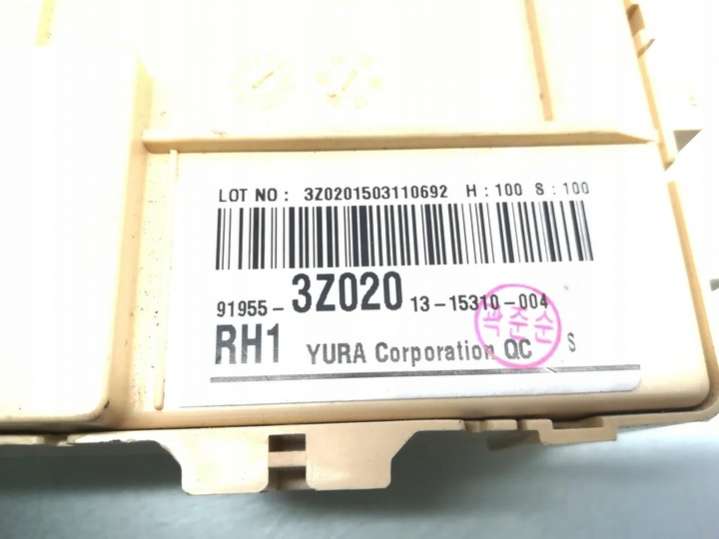 LOT NO : 3Z0201503110692 H : 100 S : 100
91955 - 3Z020 13-15310-004
RH1 YURA Corporation QC S